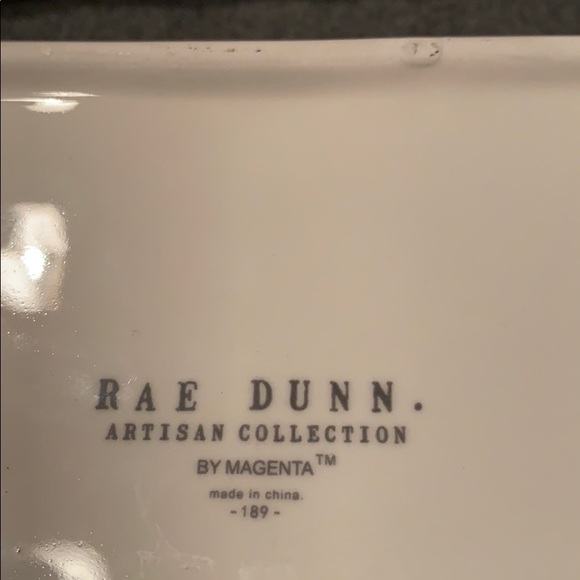 RAE DUNN.
ARTISAN COLLECTION
BY MAGENTA™
made in china.
- 189 -